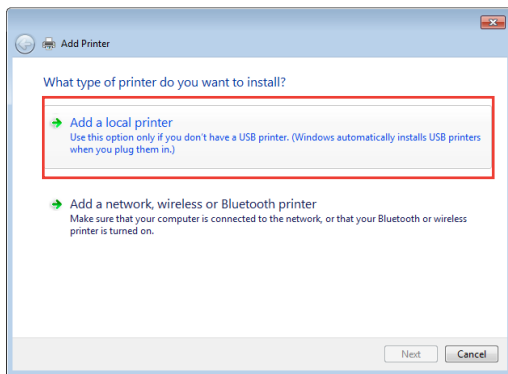 Add Printer
What type of printer do you want to install?
Add a local printer
Use this option only if you don't have a USB printer. (Windows automatically installs USB printers
when you plug them in.)
Add a network, wireless or Bluetooth printer
Make sure that your computer is connected to the network, or that your Bluetooth or wireless
printer is turned on.
Next Cancel